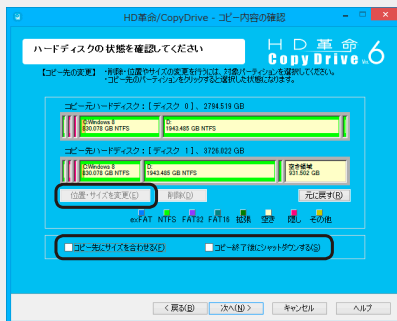 HD革命/CopyDrive - コピー内容の確認
ハードディスクの状態を確認してください
HD革命
Copy Drive Ver.6
【コピー先の変更】 ・削除・位置やサイズの変更を行うには、対象パーティションを選択してください。
・コピー先のパーティションをクリックすると選択した状態になります。
コピー元ハードディスク：[ディスク 0]、2794.519 GB
C:Windows 8
830.078 GB NTFS
D:
1943.485 GB NTFS
コピー先ハードディスク：[ディスク 1]、3726.022 GB
C:Windows 8
830.078 GB NTFS
D:
1943.485 GB NTFS
空き領域
931.502 GB
位置・サイズを変更(E) 削除(D) 元に戻す(R)
exFAT NTFS FAT32 FAT16 拡張 空き 隠し その他
コピー先にサイズを合わせる(F) コピー終了後にシャットダウンする(S)
< 戻る(B) 次へ(N) > キャンセル ヘルプ